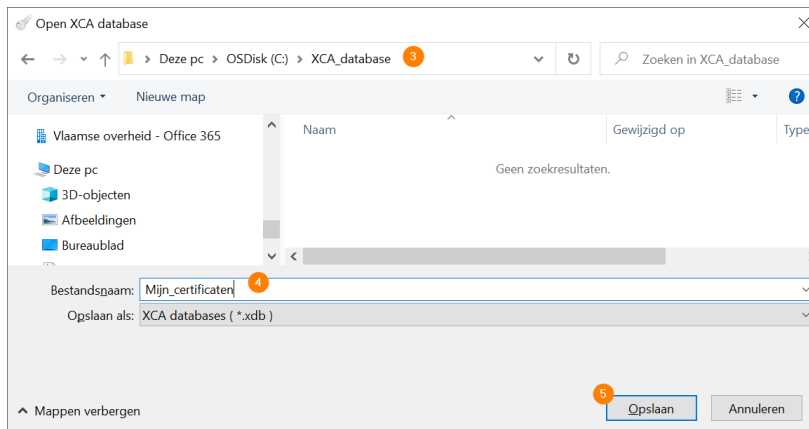 Open XCA database
Deze pc > OSDisk (C:) > XCA_database 3 Zoeken in XCA_database
Organiseren Nieuwe map
Naam Gewijzigd op Type
Vlaamse overheid - Office 365
Geen zoekresultaten.
Deze pc
3D-objecten
Afbeeldingen
Bureaublad
Bestandsnaam: Mijn_certificaten 4
Opslaan als: XCA databases ( *.xdb )
5
Mappen verbergen Opslaan Annuleren